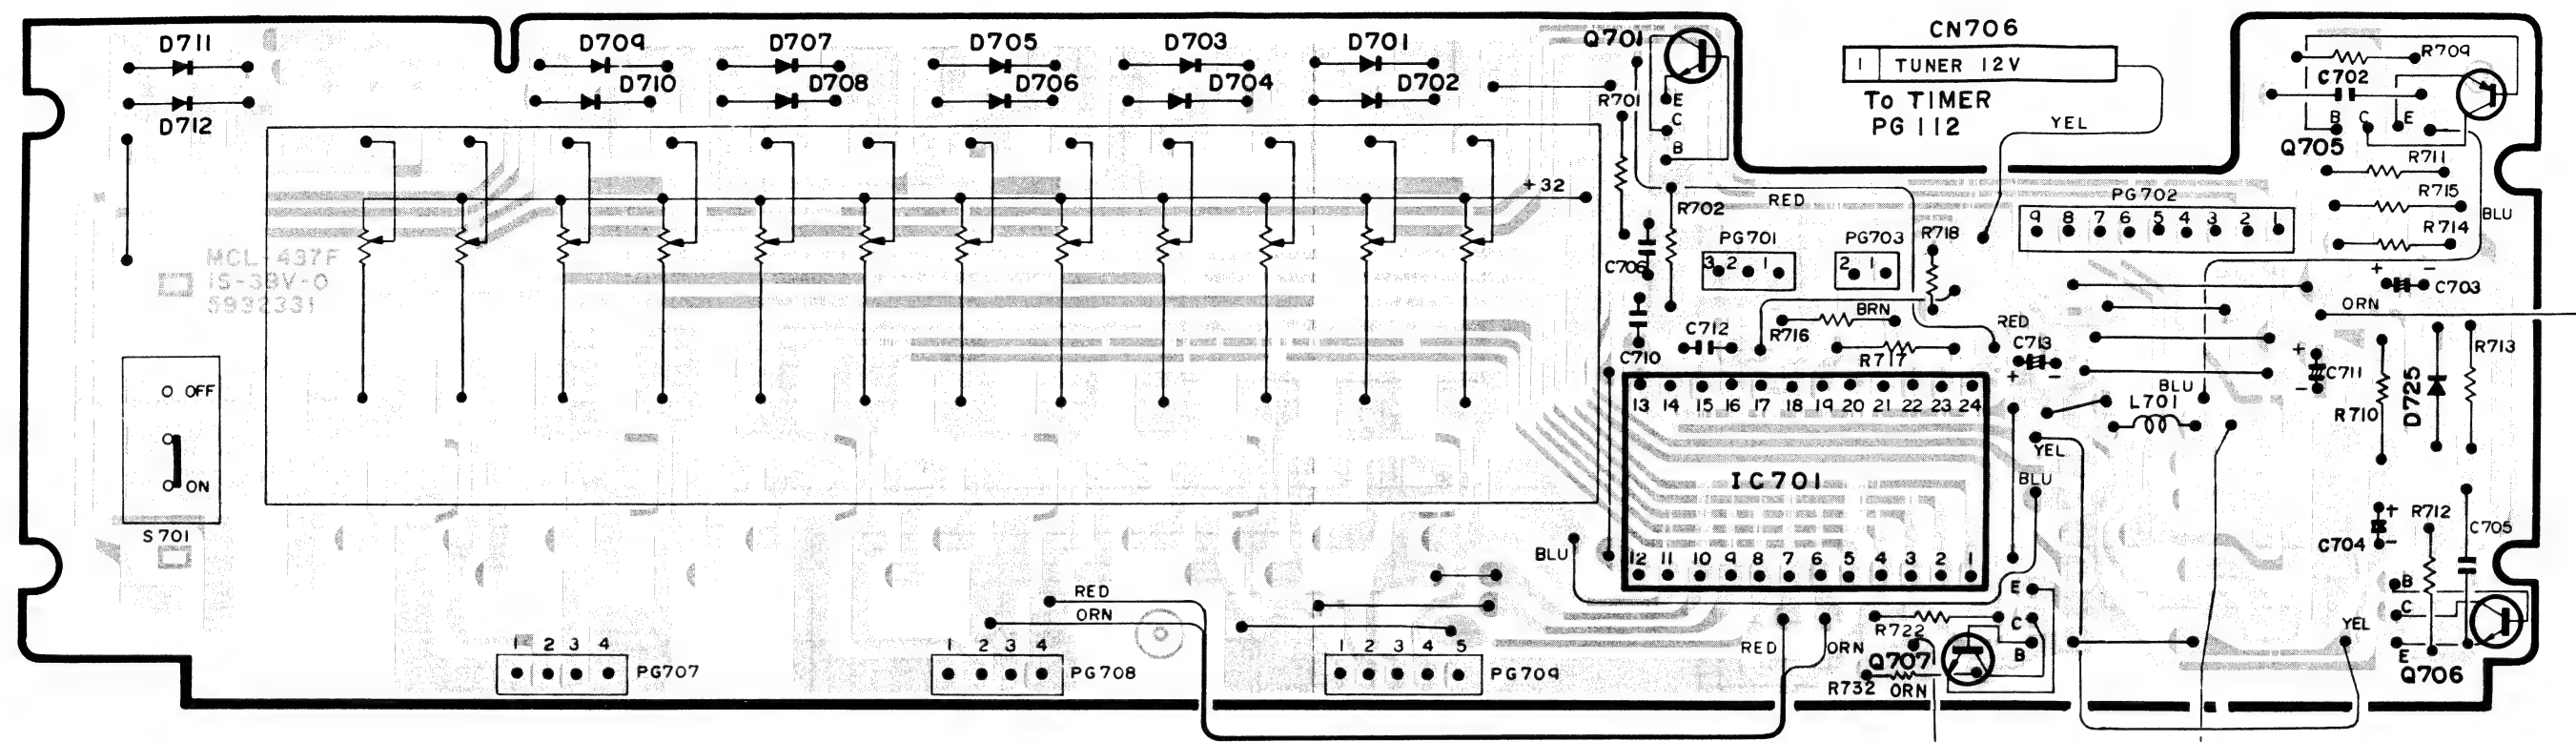 D711
D712
D709
D710
D707
D708
D705
D706
D703
D704
D701
D702
Q701
R701
E
C
B
CN706
1 TUNER 12V
To TIMER
PG 112
YEL
R709
C702
B C E
Q705
R711
R715
R714
BLU
+32
RED
R702
PG701
3 2 1
PG703
2 1
R718
PG702
9 8 7 6 5 4 3 2 1
C706
MCL-437F
IS-39V-0
5932331
+ -
C703
ORN
BRN
R716
C712
C710
R717
RED
C713
+ -
+
C711
-
R710
D725
R713
BLU
L701
OFF
ON
S701
13 14 15 16 17 18 19 20 21 22 23 24
IC701
12 11 10 9 8 7 6 5 4 3 2 1
YEL
BLU
BLU
C704
+
-
R712
C705
B
C
E
Q706
YEL
RED
ORN
RED
ORN
R722
Q707
R732
ORN
E
C
B
1 2 3 4
PG707
1 2 3 4
PG708
1 2 3 4 5
PG709